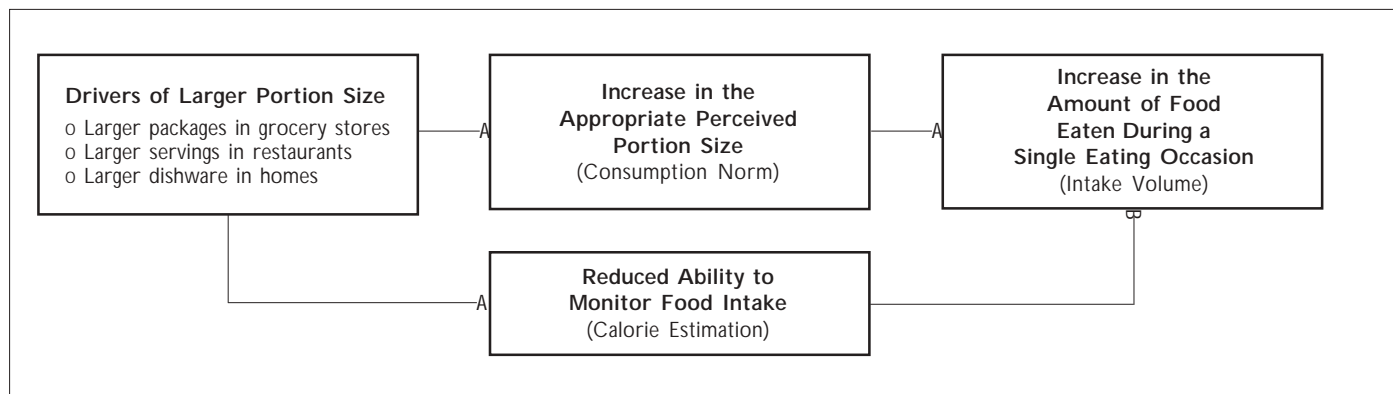 Drivers of Larger Portion Size
o Larger packages in grocery stores
o Larger servings in restaurants
o Larger dishware in homes
A
Increase in the
Appropriate Perceived
Portion Size
(Consumption Norm)
A
Increase in the
Amount of Food
Eaten During a
Single Eating Occasion
(Intake Volume)
B
A
Reduced Ability to
Monitor Food Intake
(Calorie Estimation)